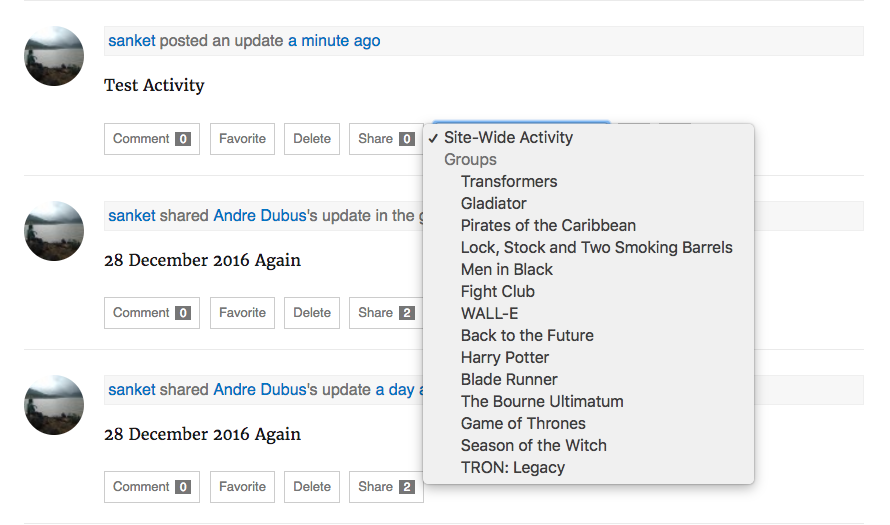 sanket posted an update a minute ago
Test Activity
Comment 0 Favorite Delete Share 0
✓ Site-Wide Activity
Groups
Transformers
Gladiator
Pirates of the Caribbean
Lock, Stock and Two Smoking Barrels
Men in Black
Fight Club
WALL-E
Back to the Future
Harry Potter
Blade Runner
The Bourne Ultimatum
Game of Thrones
Season of the Witch
TRON: Legacy
sanket shared Andre Dubus's update in the
28 December 2016 Again
Comment 0 Favorite Delete Share 2
sanket shared Andre Dubus's update a day
28 December 2016 Again
Comment 0 Favorite Delete Share 2